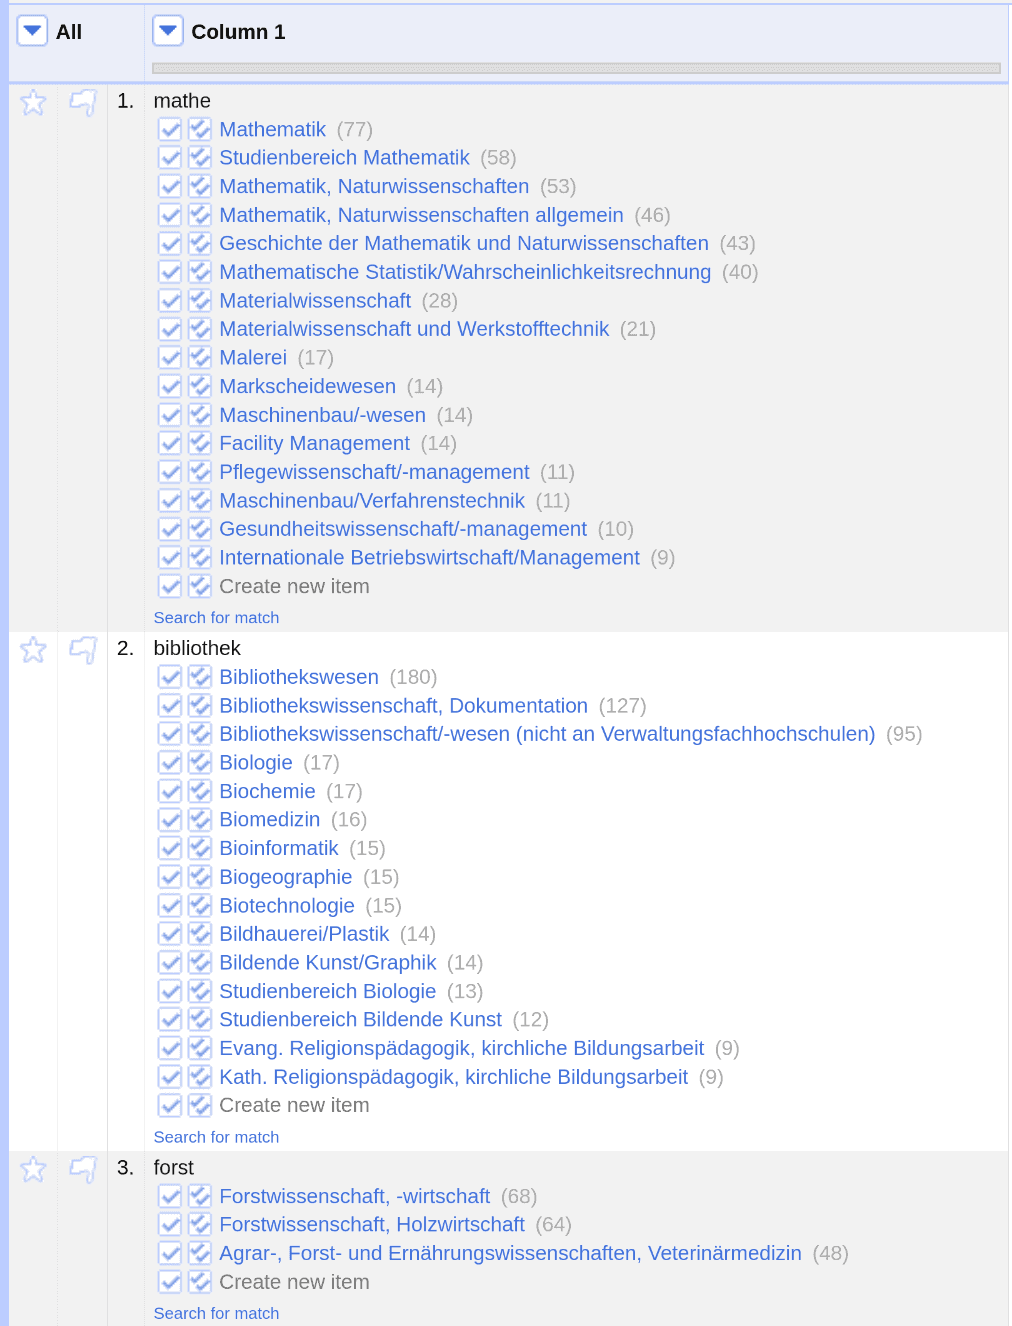 All Column 1
1. mathe
Mathematik (77)
Studienbereich Mathematik (58)
Mathematik, Naturwissenschaften (53)
Mathematik, Naturwissenschaften allgemein (46)
Geschichte der Mathematik und Naturwissenschaften (43)
Mathematische Statistik/Wahrscheinlichkeitsrechnung (40)
Materialwissenschaft (28)
Materialwissenschaft und Werkstofftechnik (21)
Malerei (17)
Markscheidewesen (14)
Maschinenbau/-wesen (14)
Facility Management (14)
Pflegewissenschaft/-management (11)
Maschinenbau/Verfahrenstechnik (11)
Gesundheitswissenschaft/-management (10)
Internationale Betriebswirtschaft/Management (9)
Create new item
Search for match
2. bibliothek
Bibliothekswesen (180)
Bibliothekswissenschaft, Dokumentation (127)
Bibliothekswissenschaft/-wesen (nicht an Verwaltungsfachhochschulen) (95)
Biologie (17)
Biochemie (17)
Biomedizin (16)
Bioinformatik (15)
Biogeographie (15)
Biotechnologie (15)
Bildhauerei/Plastik (14)
Bildende Kunst/Graphik (14)
Studienbereich Biologie (13)
Studienbereich Bildende Kunst (12)
Evang. Religionspädagogik, kirchliche Bildungsarbeit (9)
Kath. Religionspädagogik, kirchliche Bildungsarbeit (9)
Create new item
Search for match
3. forst
Forstwissenschaft, -wirtschaft (68)
Forstwissenschaft, Holzwirtschaft (64)
Agrar-, Forst- und Ernährungswissenschaften, Veterinärmedizin (48)
Create new item
Search for match